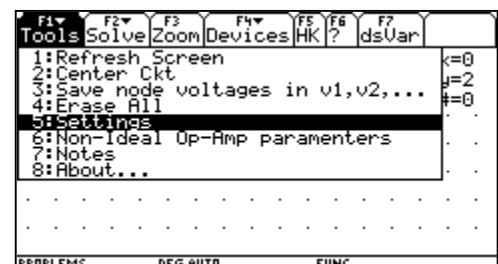 F1▾ F2▾ F3 F4▾ F5 F6 F7
Tools Solve Zoom Devices HK ? dsVar
1:Refresh Screen
2:Center Ckt
3:Save node voltages in v1,v2,...
4:Erase All
5:Settings
6:Non-Ideal Op-Amp paramenters
7:Notes
8:About...
=0
=2
=0
PROBLEMS DEG AUTO FUNC